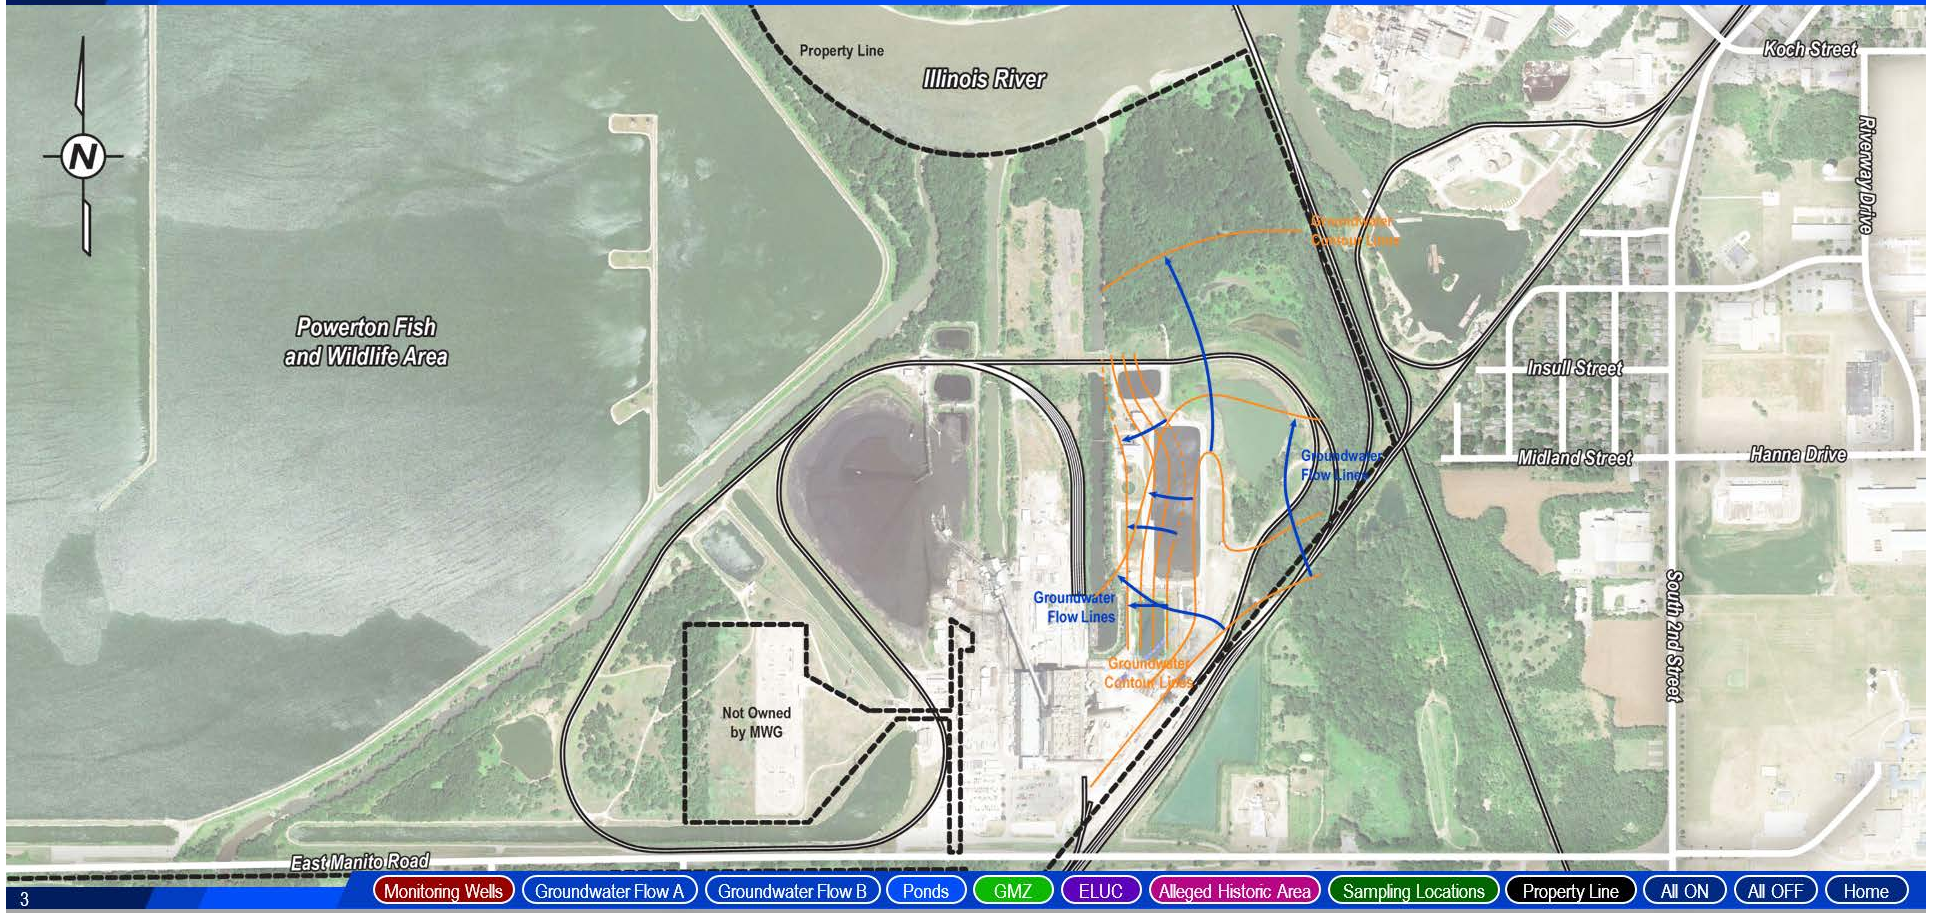 Property Line
Illinois River
Koch Street
Riverway Drive
N
Groundwater
Contour Lines
Powerton Fish
and Wildlife Area
Insull Street
Groundwater
Flow Lines
Midland Street
Hanna Drive
Groundwater
Flow Lines
South 2nd Street
Groundwater
Contour Lines
Not Owned
by MWG
East Manito Road
3
Monitoring Wells
Groundwater Flow A
Groundwater Flow B
Ponds
GMZ
ELUC
Alleged Historic Area
Sampling Locations
Property Line
All ON
All OFF
Home